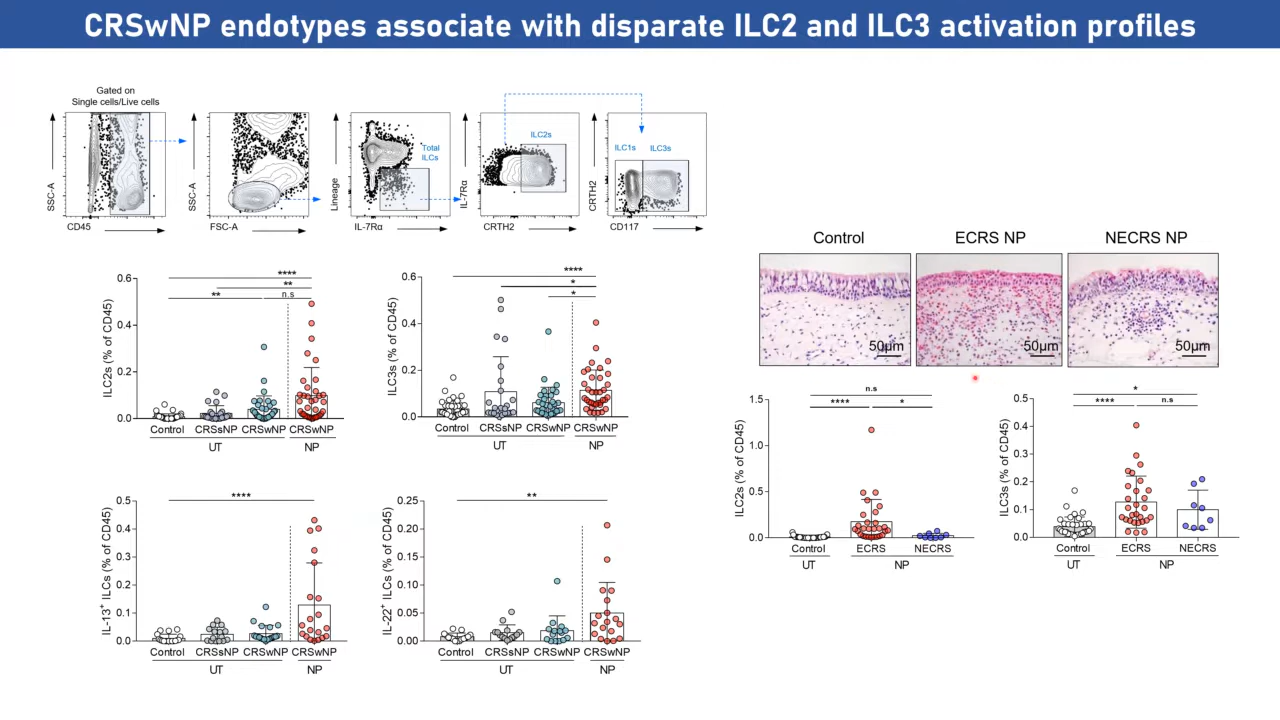 CRSwNP endotypes associate with disparate ILC2 and ILC3 activation profiles
Gated on
Single cells/Live cells
SSC-A
CD45
SSC-A
FSC-A
Lineage
Total
ILCs
IL-7Rα
IL-7Rα
ILC2s
CRTH2
CRTH2
ILC1s ILC3s
CD117
ILC2s (% of CD45)
0.6
0.4
0.2
0.0
****
**
** n.s
Control CRSsNP CRSwNP CRSwNP
UT NP
ILC3s (% of CD45)
0.6
0.4
0.2
0.0
****
*
*
Control CRSsNP CRSwNP CRSwNP
UT NP
IL-13+ ILCs (% of CD45)
0.5
0.4
0.3
0.2
0.1
0.0
****
Control CRSsNP CRSwNP CRSwNP
UT NP
IL-22+ ILCs (% of CD45)
0.25
0.20
0.15
0.10
0.05
0.00
**
Control CRSsNP CRSwNP CRSwNP
UT NP
Control ECRS NP NECRS NP
50µm 50µm 50µm
ILC2s (% of CD45)
1.5
1.0
0.5
0.0
n.s
**** *
Control ECRS NECRS
UT NP
ILC3s (% of CD45)
0.5
0.4
0.3
0.2
0.1
0.0
*
**** n.s
Control ECRS NECRS
UT NP